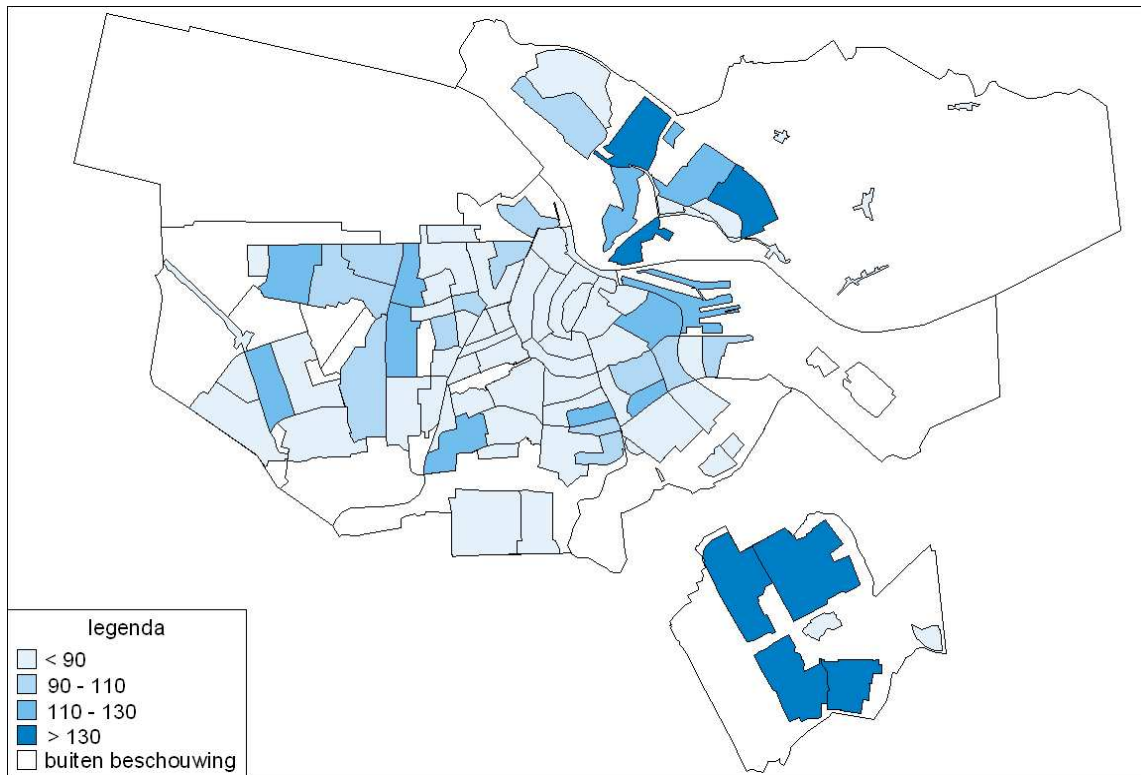 legenda
< 90
90 - 110
110 - 130
> 130
buiten beschouwing